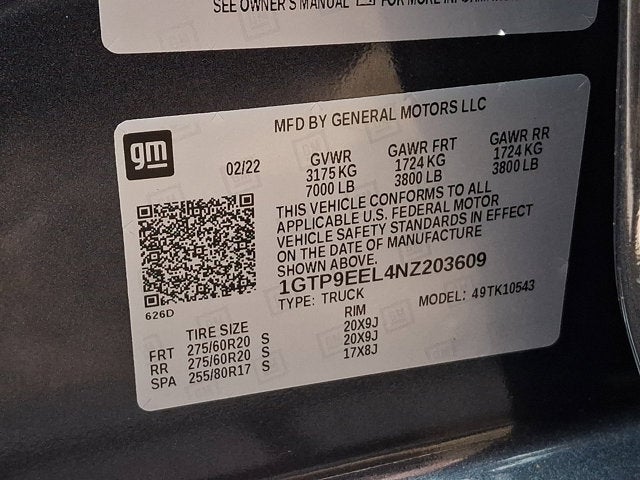 SEE OWNER'S MANUAL FOR MORE
MFD BY GENERAL MOTORS LLC
gm
02/22
GVWR GAWR FRT GAWR RR
3175 KG 1724 KG 1724 KG
7000 LB 3800 LB 3800 LB
THIS VEHICLE CONFORMS TO ALL
APPLICABLE U.S. FEDERAL MOTOR
VEHICLE SAFETY STANDARDS IN EFFECT
ON THE DATE OF MANUFACTURE
SHOWN ABOVE.
1GTP9EEL4NZ203609
TYPE: TRUCK MODEL: 49TK10543
626D
TIRE SIZE RIM
FRT 275/60R20 S 20X9J
RR 275/60R20 S 20X9J
SPA 255/80R17 S 17X8J